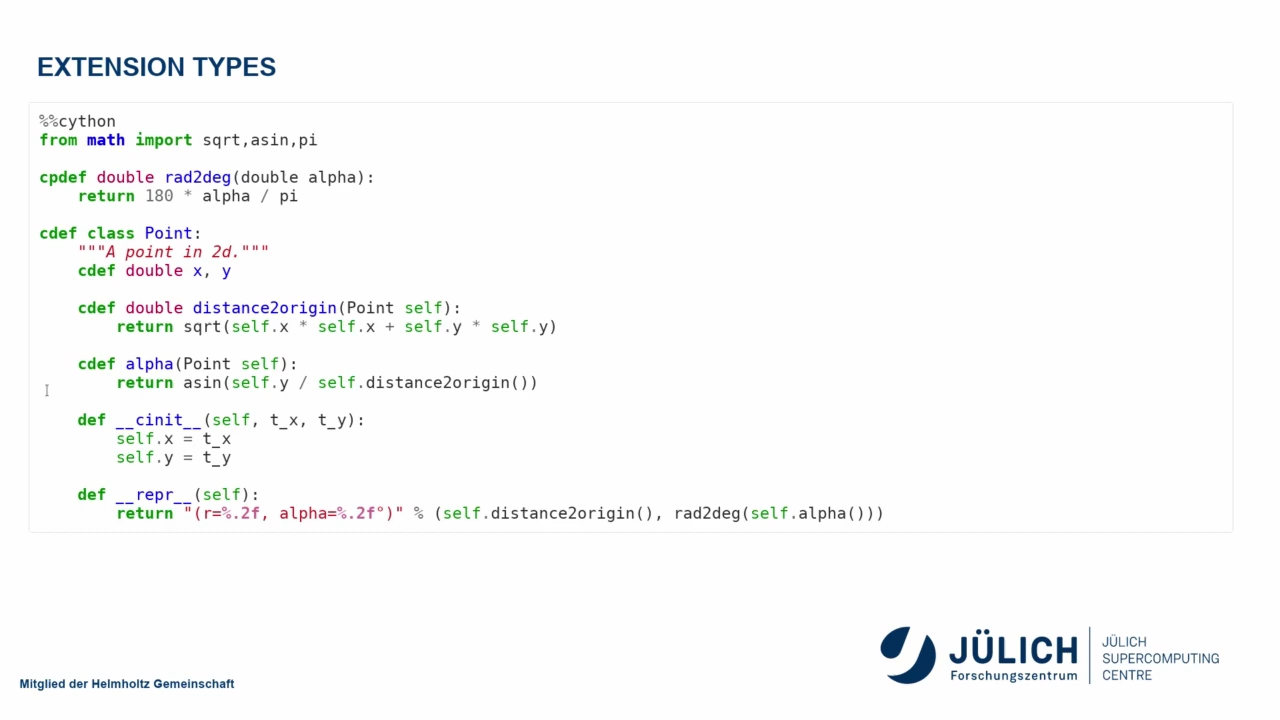 EXTENSION TYPES
%%cython
from math import sqrt,asin,pi
cpdef double rad2deg(double alpha):
    return 180 * alpha / pi
cdef class Point:
    """A point in 2d."""
    cdef double x, y
    cdef double distance2origin(Point self):
        return sqrt(self.x * self.x + self.y * self.y)
    cdef alpha(Point self):
        return asin(self.y / self.distance2origin())
    def __cinit__(self, t_x, t_y):
        self.x = t_x
        self.y = t_y
    def __repr__(self):
        return "(r=%.2f, alpha=%.2f°)" % (self.distance2origin(), rad2deg(self.alpha()))
JÜLICH
Forschungszentrum
JÜLICH
SUPERCOMPUTING
CENTRE
Mitglied der Helmholtz Gemeinschaft